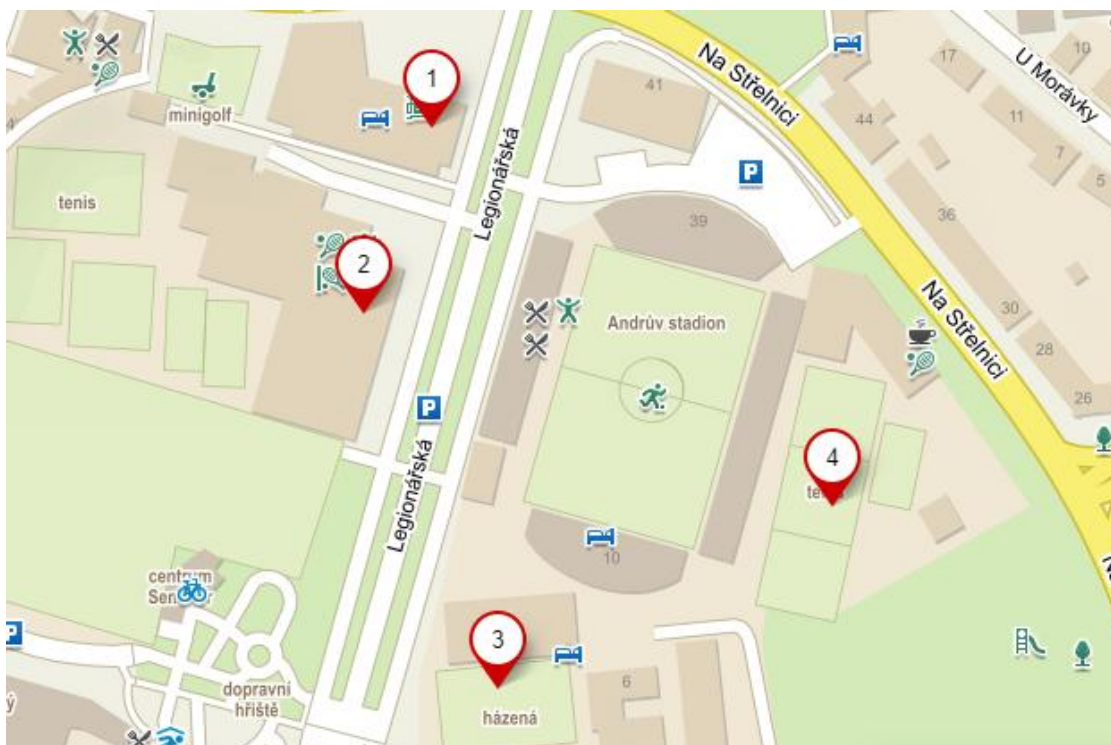 10
17
U Morávky
Na Střelnici
41
1
minigolf
44
11
7
5
P
Legionářská
tenis
36
39
2
Na Střelnici
30
Andrův stadion
28
26
P
4
Legionářská
10
centrum
3
P
6
dopravní
hřiště
házená
ý